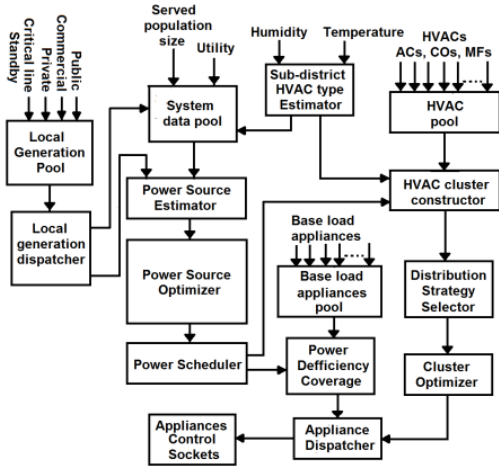 Served
population
size
Utility
Humidity
Temperature
HVACs
ACs, COs, MFs
Standby
Critical line
Private
Commercial
Public
Local
Generation
Pool
System
data pool
Sub-district
HVAC type
Estimator
HVAC
pool
Power Source
Estimator
HVAC cluster
constructor
Local
generation
dispatcher
Base load
appliances
Power Source
Optimizer
Base load
appliances
pool
Distribution
Strategy
Selector
Power Scheduler
Power
Defficiency
Coverage
Cluster
Optimizer
Appliances
Control
Sockets
Appliance
Dispatcher